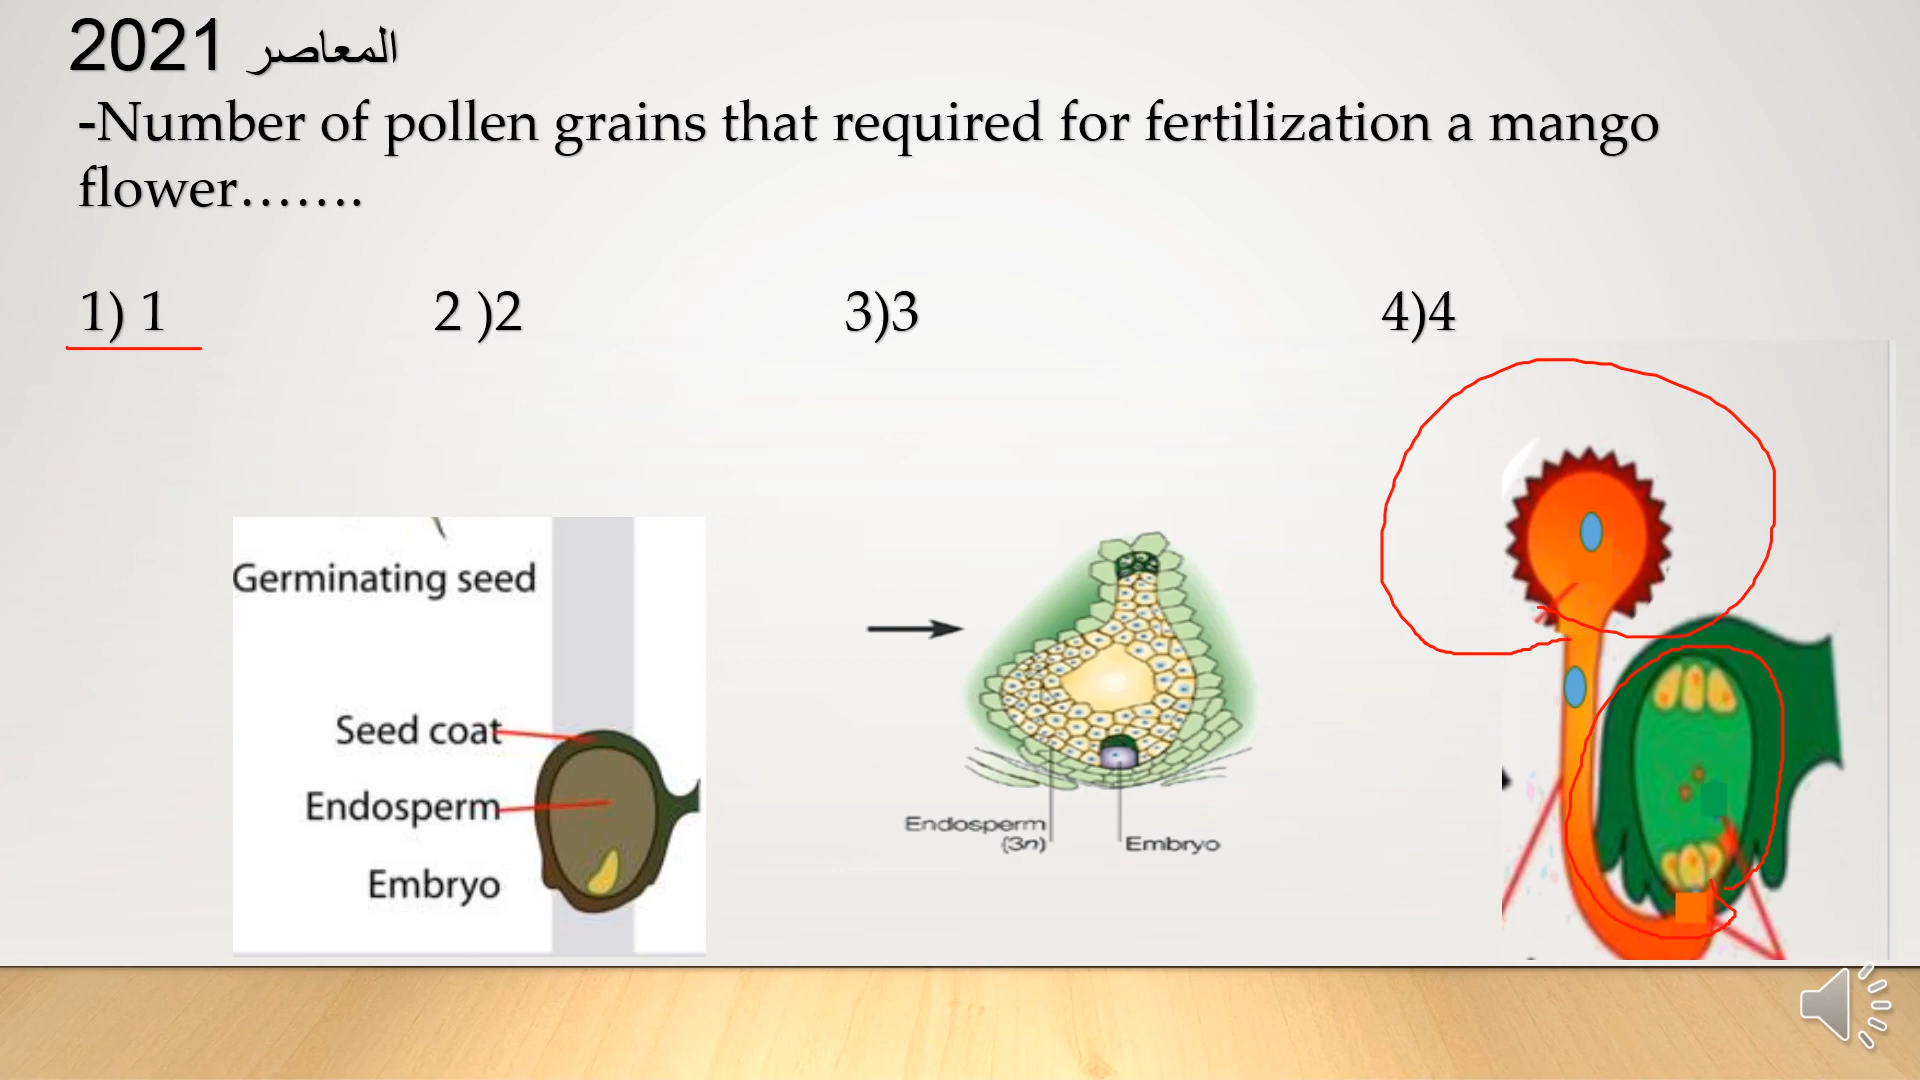 2021 المعاصر
-Number of pollen grains that required for fertilization a mango
flower…….
1) 1 2 )2 3)3 4)4
Germinating seed
Seed coat
Endosperm
Embryo
Endosperm
(3n)
Embryo